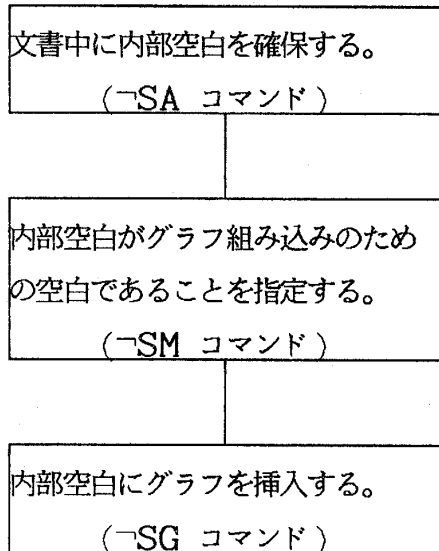 文書中に内部空白を確保する。
（¬SA コマンド）
内部空白がグラフ組み込みのため
の空白であることを指定する。
（¬SM コマンド）
内部空白にグラフを挿入する。
（¬SG コマンド）